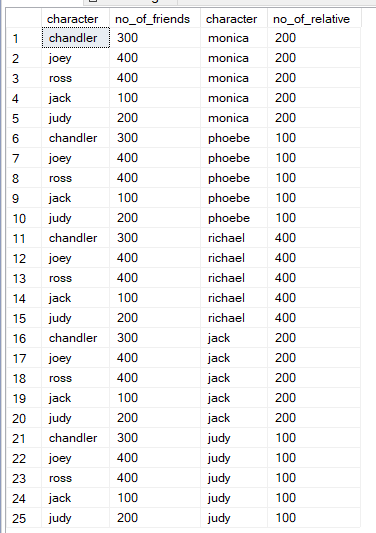 character no_of_friends character no_of_relative
1 chandler 300 monica 200
2 joey 400 monica 200
3 ross 400 monica 200
4 jack 100 monica 200
5 judy 200 monica 200
6 chandler 300 phoebe 100
7 joey 400 phoebe 100
8 ross 400 phoebe 100
9 jack 100 phoebe 100
10 judy 200 phoebe 100
11 chandler 300 richael 400
12 joey 400 richael 400
13 ross 400 richael 400
14 jack 100 richael 400
15 judy 200 richael 400
16 chandler 300 jack 200
17 joey 400 jack 200
18 ross 400 jack 200
19 jack 100 jack 200
20 judy 200 jack 200
21 chandler 300 judy 100
22 joey 400 judy 100
23 ross 400 judy 100
24 jack 100 judy 100
25 judy 200 judy 100